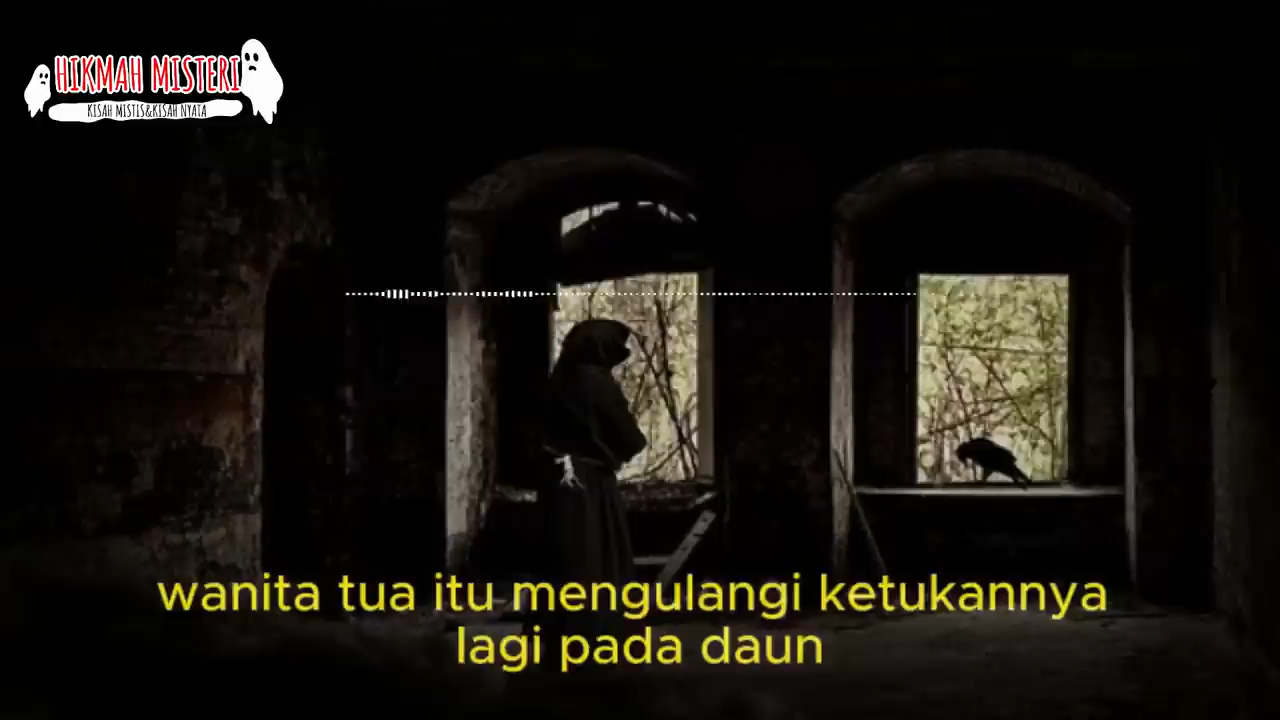 HIKMAH MISTERI
KISAH MISTIS&KISAH NYATA
wanita tua itu mengulangi ketukannya
lagi pada daun